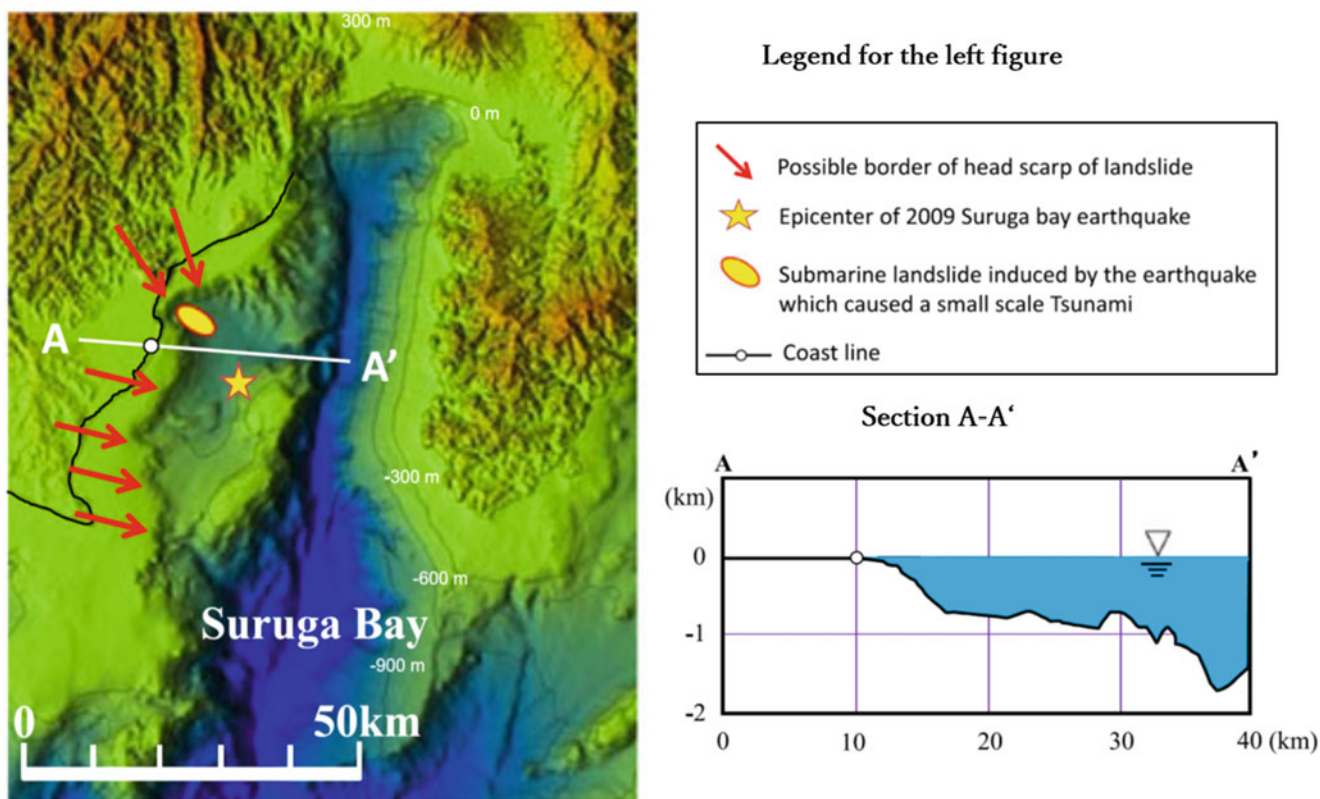 300 m
0 m
A
A'
-300 m
-600 m
Suruga Bay
-900 m
0
50km
Legend for the left figure
Possible border of head scarp of landslide
Epicenter of 2009 Suruga bay earthquake
Submarine landslide induced by the earthquake
which caused a small scale Tsunami
Coast line
Section A-A‘
A
A'
(km)
0
-1
-2
0
10
20
30
40 (km)